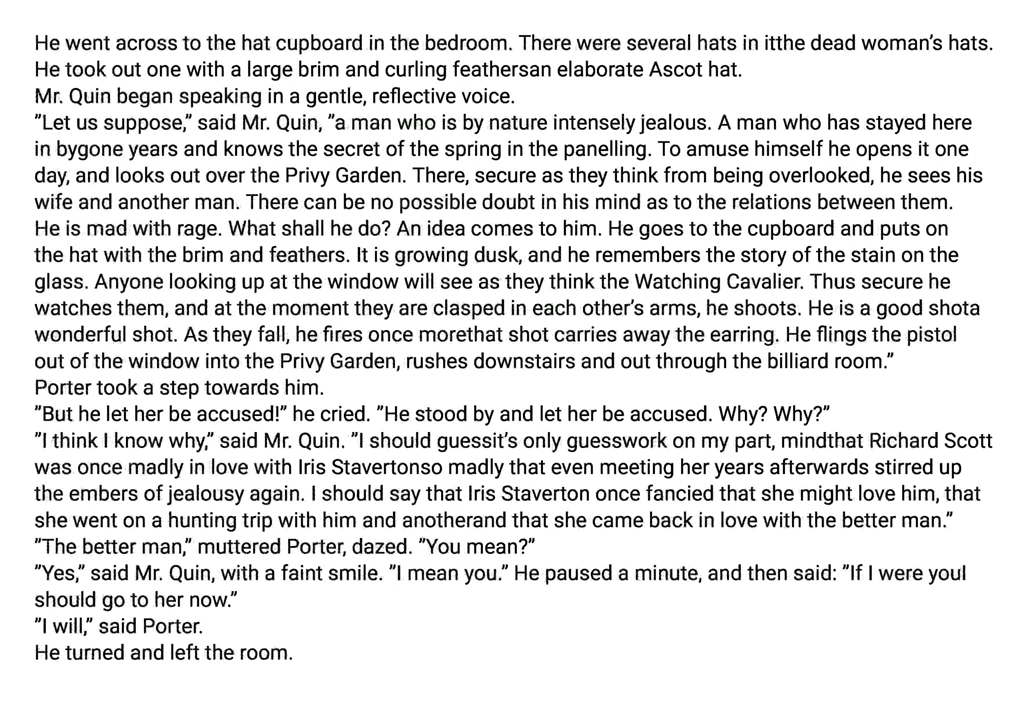 He went across to the hat cupboard in the bedroom. There were several hats in itthe dead woman's hats.
He took out one with a large brim and curling feathersan elaborate Ascot hat.
Mr. Quin began speaking in a gentle, reflective voice.
"Let us suppose," said Mr. Quin, "a man who is by nature intensely jealous. A man who has stayed here
in bygone years and knows the secret of the spring in the panelling. To amuse himself he opens it one
day, and looks out over the Privy Garden. There, secure as they think from being overlooked, he sees his
wife and another man. There can be no possible doubt in his mind as to the relations between them.
He is mad with rage. What shall he do? An idea comes to him. He goes to the cupboard and puts on
the hat with the brim and feathers. It is growing dusk, and he remembers the story of the stain on the
glass. Anyone looking up at the window will see as they think the Watching Cavalier. Thus secure he
watches them, and at the moment they are clasped in each other's arms, he shoots. He is a good shota
wonderful shot. As they fall, he fires once morethat shot carries away the earring. He flings the pistol
out of the window into the Privy Garden, rushes downstairs and out through the billiard room."
Porter took a step towards him.
"But he let her be accused!" he cried. "He stood by and let her be accused. Why? Why?"
"I think I know why," said Mr. Quin. "I should guessit's only guesswork on my part, mindthat Richard Scott
was once madly in love with Iris Stavertonso madly that even meeting her years afterwards stirred up
the embers of jealousy again. I should say that Iris Staverton once fancied that she might love him, that
she went on a hunting trip with him and anotherand that she came back in love with the better man."
"The better man," muttered Porter, dazed. "You mean?"
"Yes," said Mr. Quin, with a faint smile. "I mean you." He paused a minute, and then said: "If I were youI
should go to her now."
"I will," said Porter.
He turned and left the room.